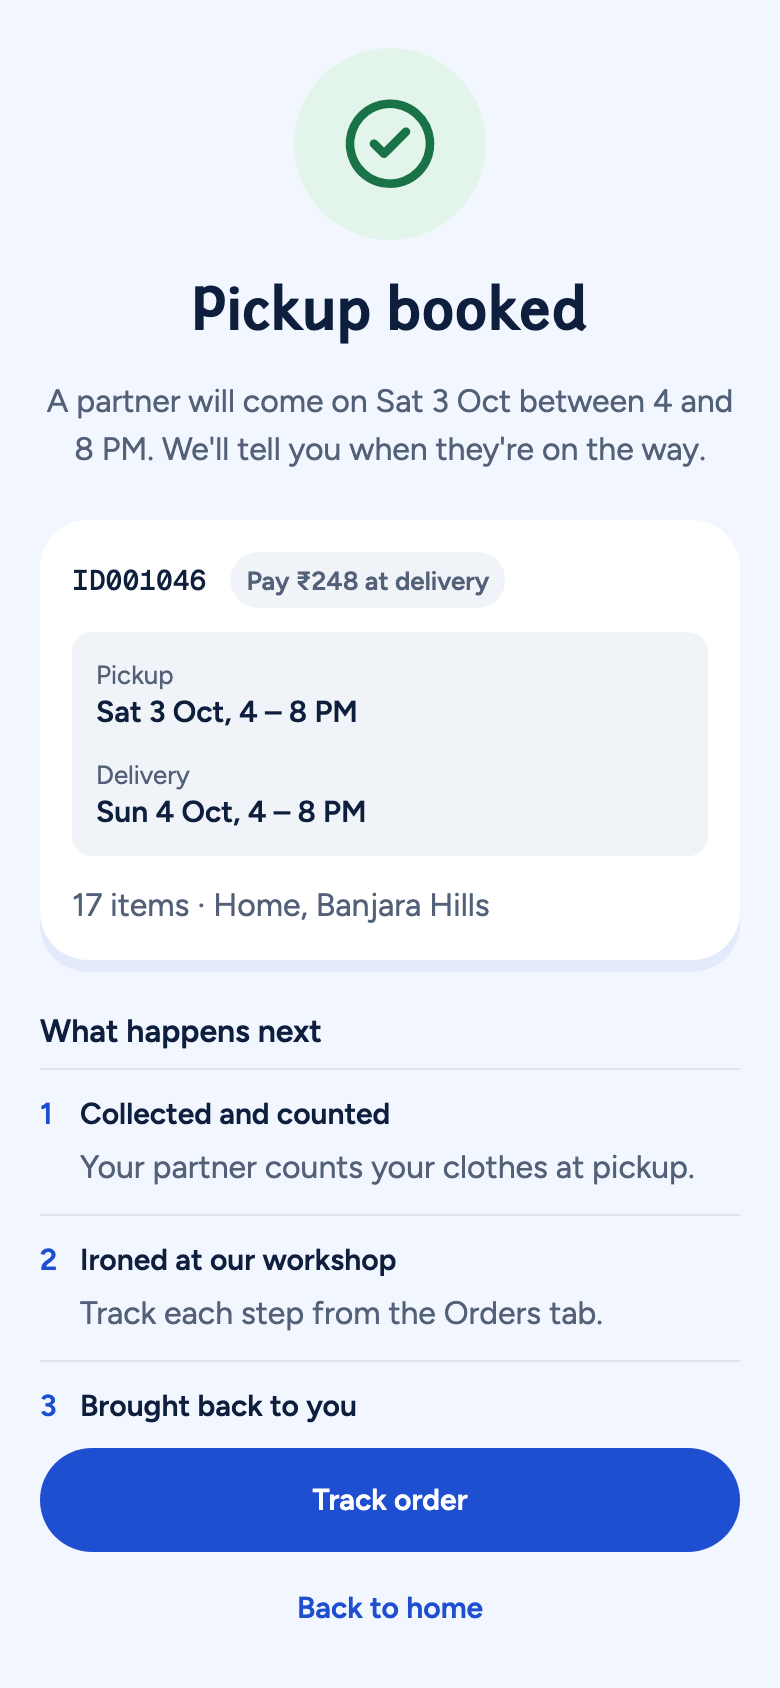 Pickup booked
A partner will come on Sat 3 Oct between 4 and
8 PM. We'll tell you when they're on the way.
ID001046 Pay ₹248 at delivery
Pickup
Sat 3 Oct, 4 – 8 PM
Delivery
Sun 4 Oct, 4 – 8 PM
17 items · Home, Banjara Hills
What happens next
1 Collected and counted
Your partner counts your clothes at pickup.
2 Ironed at our workshop
Track each step from the Orders tab.
3 Brought back to you
Track order
Back to home